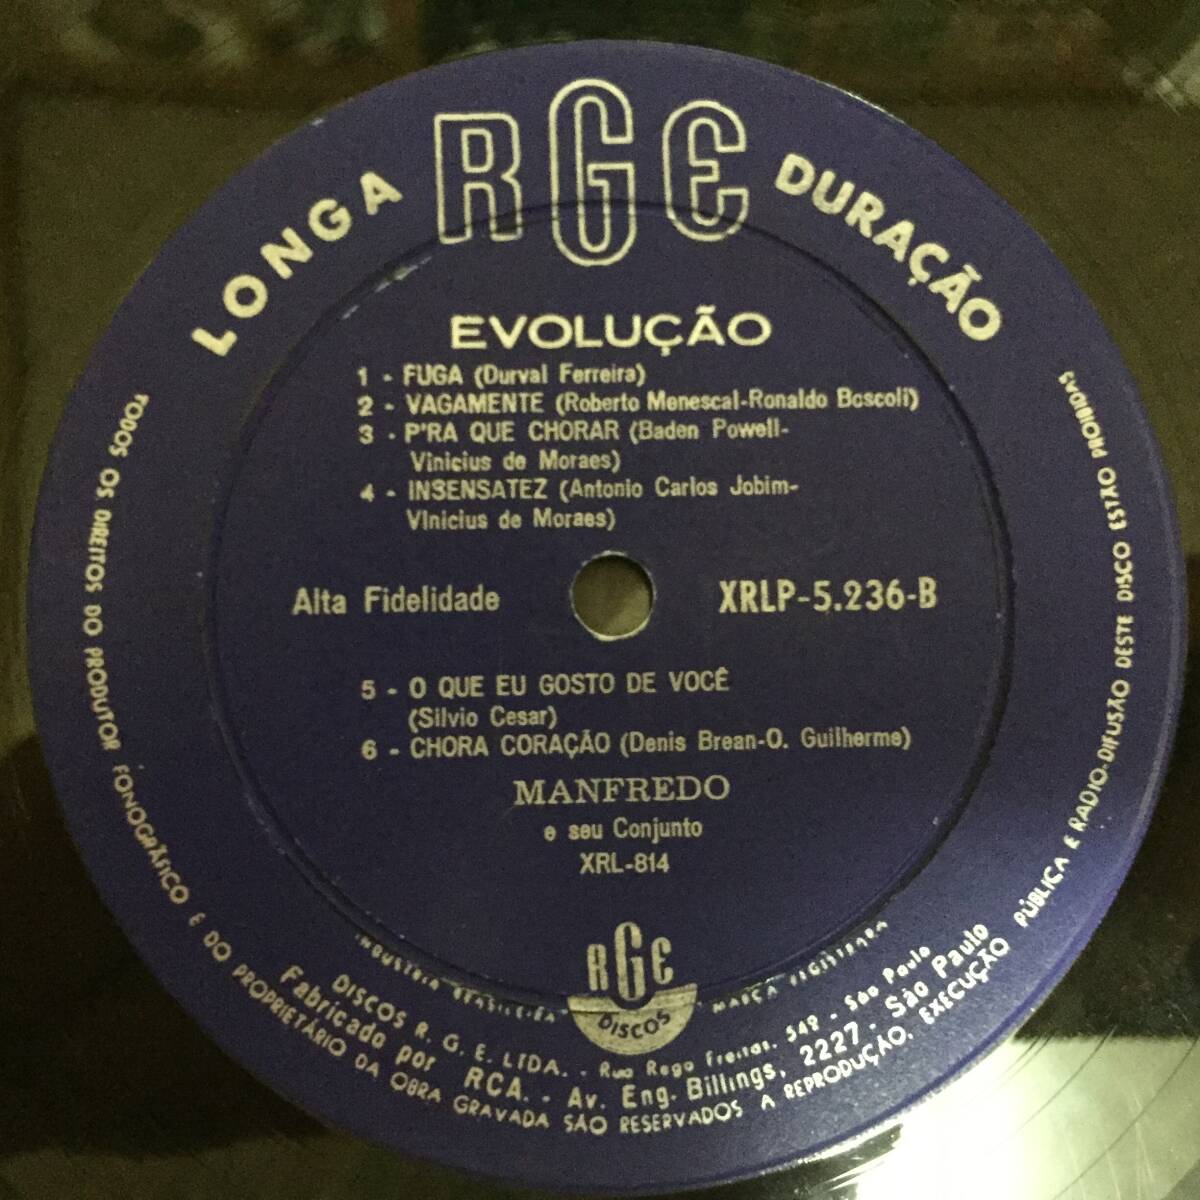 RGE
LONGA DURAÇÃO
EVOLUÇÃO
1 - FUGA (Durval Ferreira)
2 - VAGAMENTE (Roberto Menescal-Ronaldo Boscoli)
3 - P'RA QUE CHORAR (Baden Powell-
Vinicius de Moraes)
4 - INSENSATEZ (Antonio Carlos Jobim-
Vinicius de Moraes)
Alta Fidelidade
XRLP-5.236-B
5 - O QUE EU GOSTO DE VOCÊ
(Silvio Cesar)
6 - CHORA CORAÇÃO (Denis Brean-O. Guilherme)
MANFREDO
e seu Conjunto
XRL-814
RGE
DISCOS
INDUSTRIA BRASILEIRA MARCA REGISTRADA
DISCOS R. G. E. LTDA. - Rua Rego Freitas, 549 - São Paulo
Fabricado por RCA. - Av. Eng. Billings, 2227 - São Paulo
TODOS OS DIREITOS DO PRODUTOR FONOGRÁFICO E DO PROPRIETÁRIO DA OBRA GRAVADA SÃO RESERVADOS A REPRODUÇÃO, EXECUÇÃO PÚBLICA E RADIO-DIFUSÃO DESTE DISCO ESTÃO PROIBIDAS